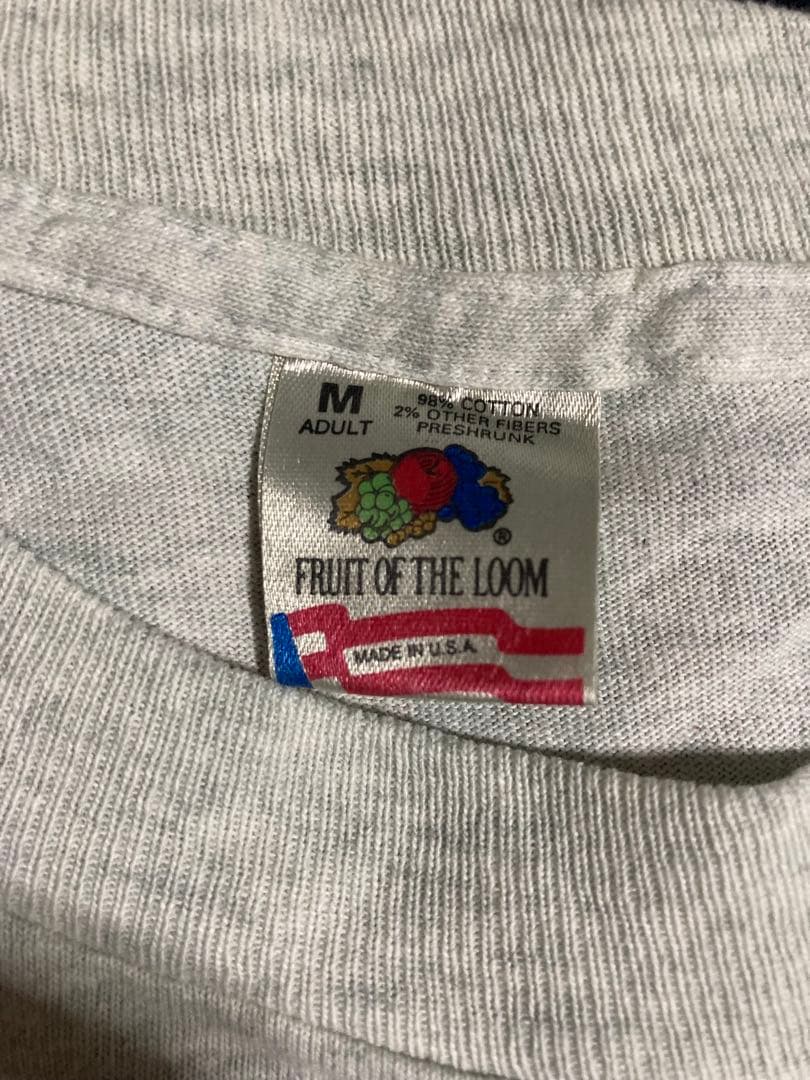 M
ADULT
98% COTTON
2% OTHER FIBERS
PRESHRUNK
®
FRUIT OF THE LOOM
MADE IN U.S.A.